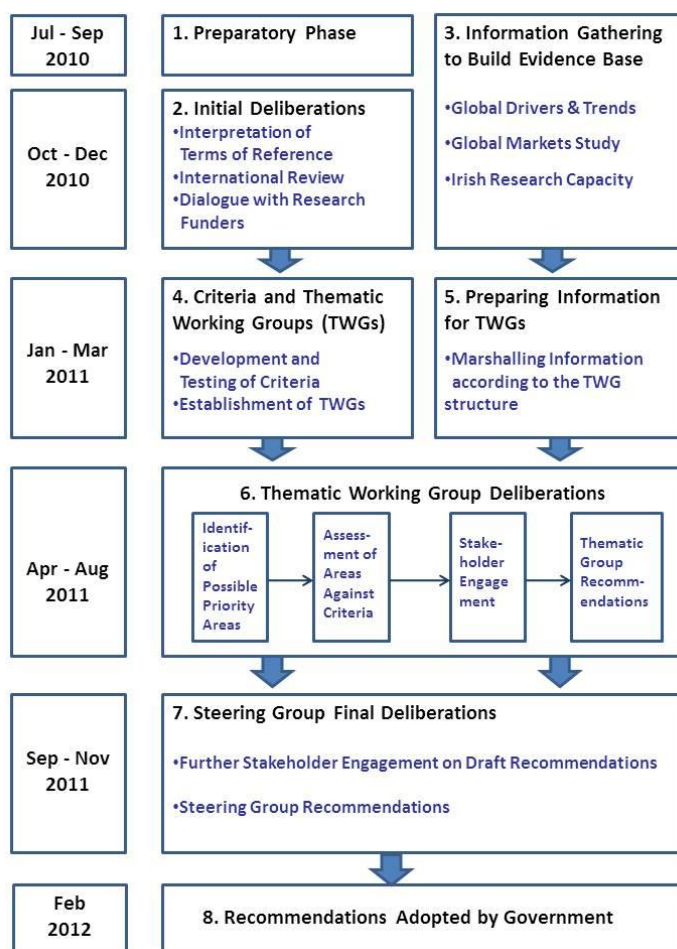 Jul - Sep
2010
1. Preparatory Phase
3. Information Gathering
to Build Evidence Base
•Global Drivers & Trends
•Global Markets Study
•Irish Research Capacity
Oct - Dec
2010
2. Initial Deliberations
•Interpretation of
Terms of Reference
•International Review
•Dialogue with Research
Funders
Jan - Mar
2011
4. Criteria and Thematic
Working Groups (TWGs)
•Development and
Testing of Criteria
•Establishment of TWGs
5. Preparing Information
for TWGs
•Marshalling Information
according to the TWG
structure
Apr - Aug
2011
6. Thematic Working Group Deliberations
Identif-
ication
of
Possible
Priority
Areas
Assess-
ment of
Areas
Against
Criteria
Stake-
holder
Engage
ment
Thematic
Group
Recomm-
endations
Sep - Nov
2011
7. Steering Group Final Deliberations
•Further Stakeholder Engagement on Draft Recommendations
•Steering Group Recommendations
Feb
2012
8. Recommendations Adopted by Government